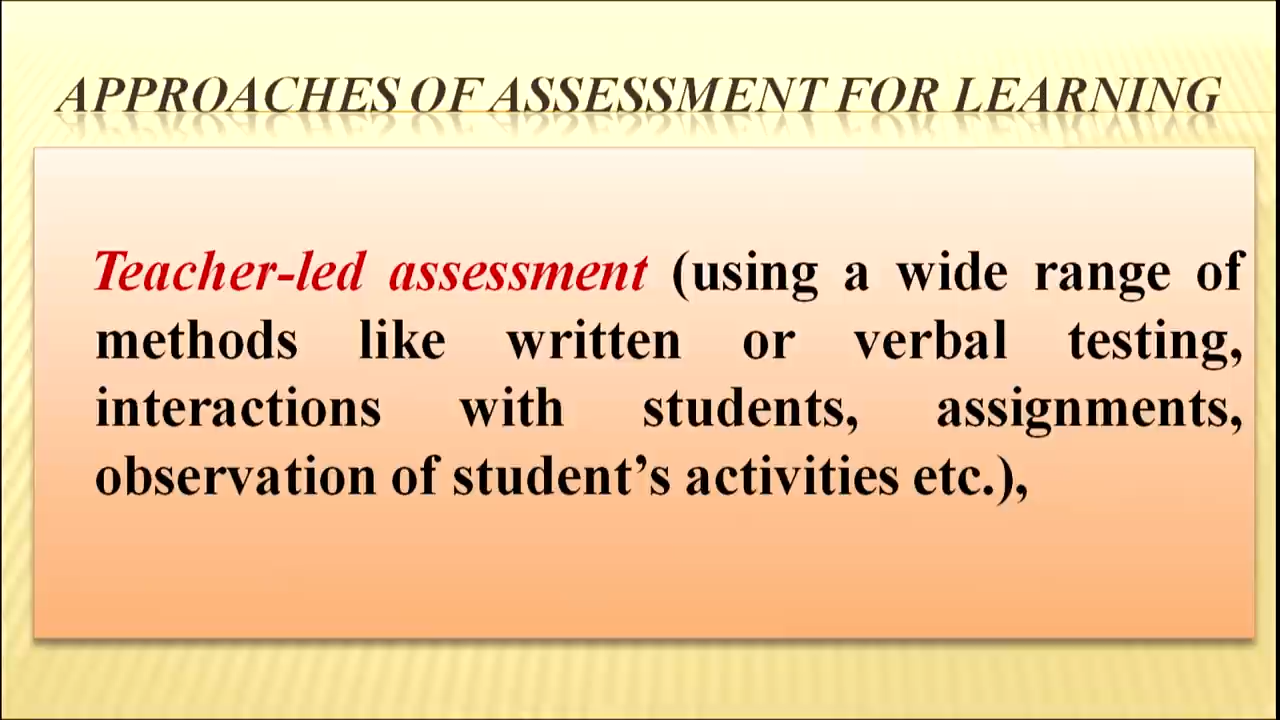 APPROACHES OF ASSESSMENT FOR LEARNING
Teacher-led assessment (using a wide range of
methods like written or verbal testing,
interactions with students, assignments,
observation of student’s activities etc.),